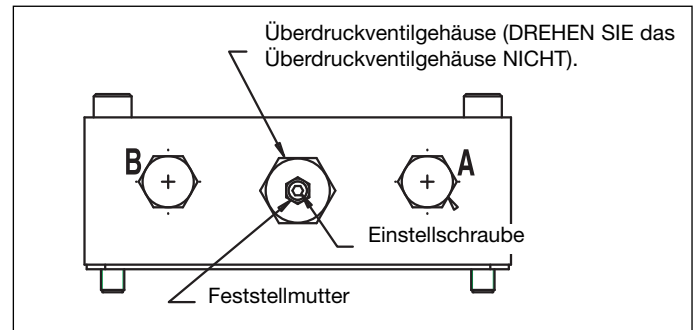 Überdruckventilgehäuse (DREHEN SIE das
Überdruckventilgehäuse NICHT).
B
A
Einstellschraube
Feststellmutter